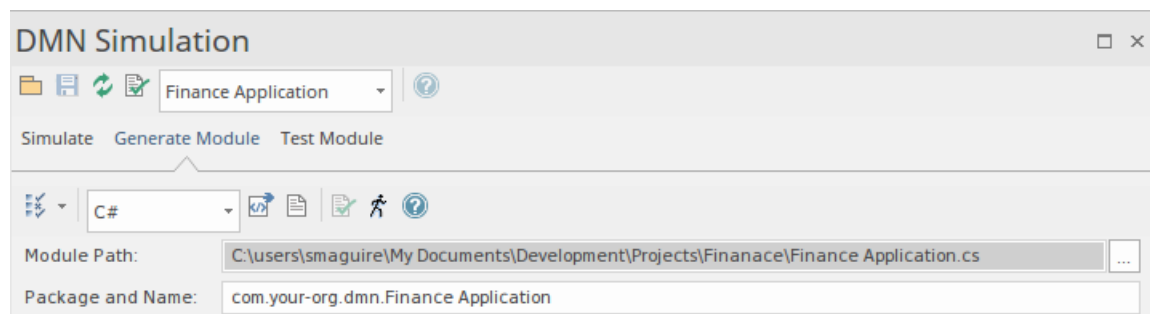 DMN Simulation
Finance Application
Simulate Generate Module Test Module
C#
Module Path: C:\users\smaguire\My Documents\Development\Projects\Finanace\Finance Application.cs ...
Package and Name: com.your-org.dmn.Finance Application